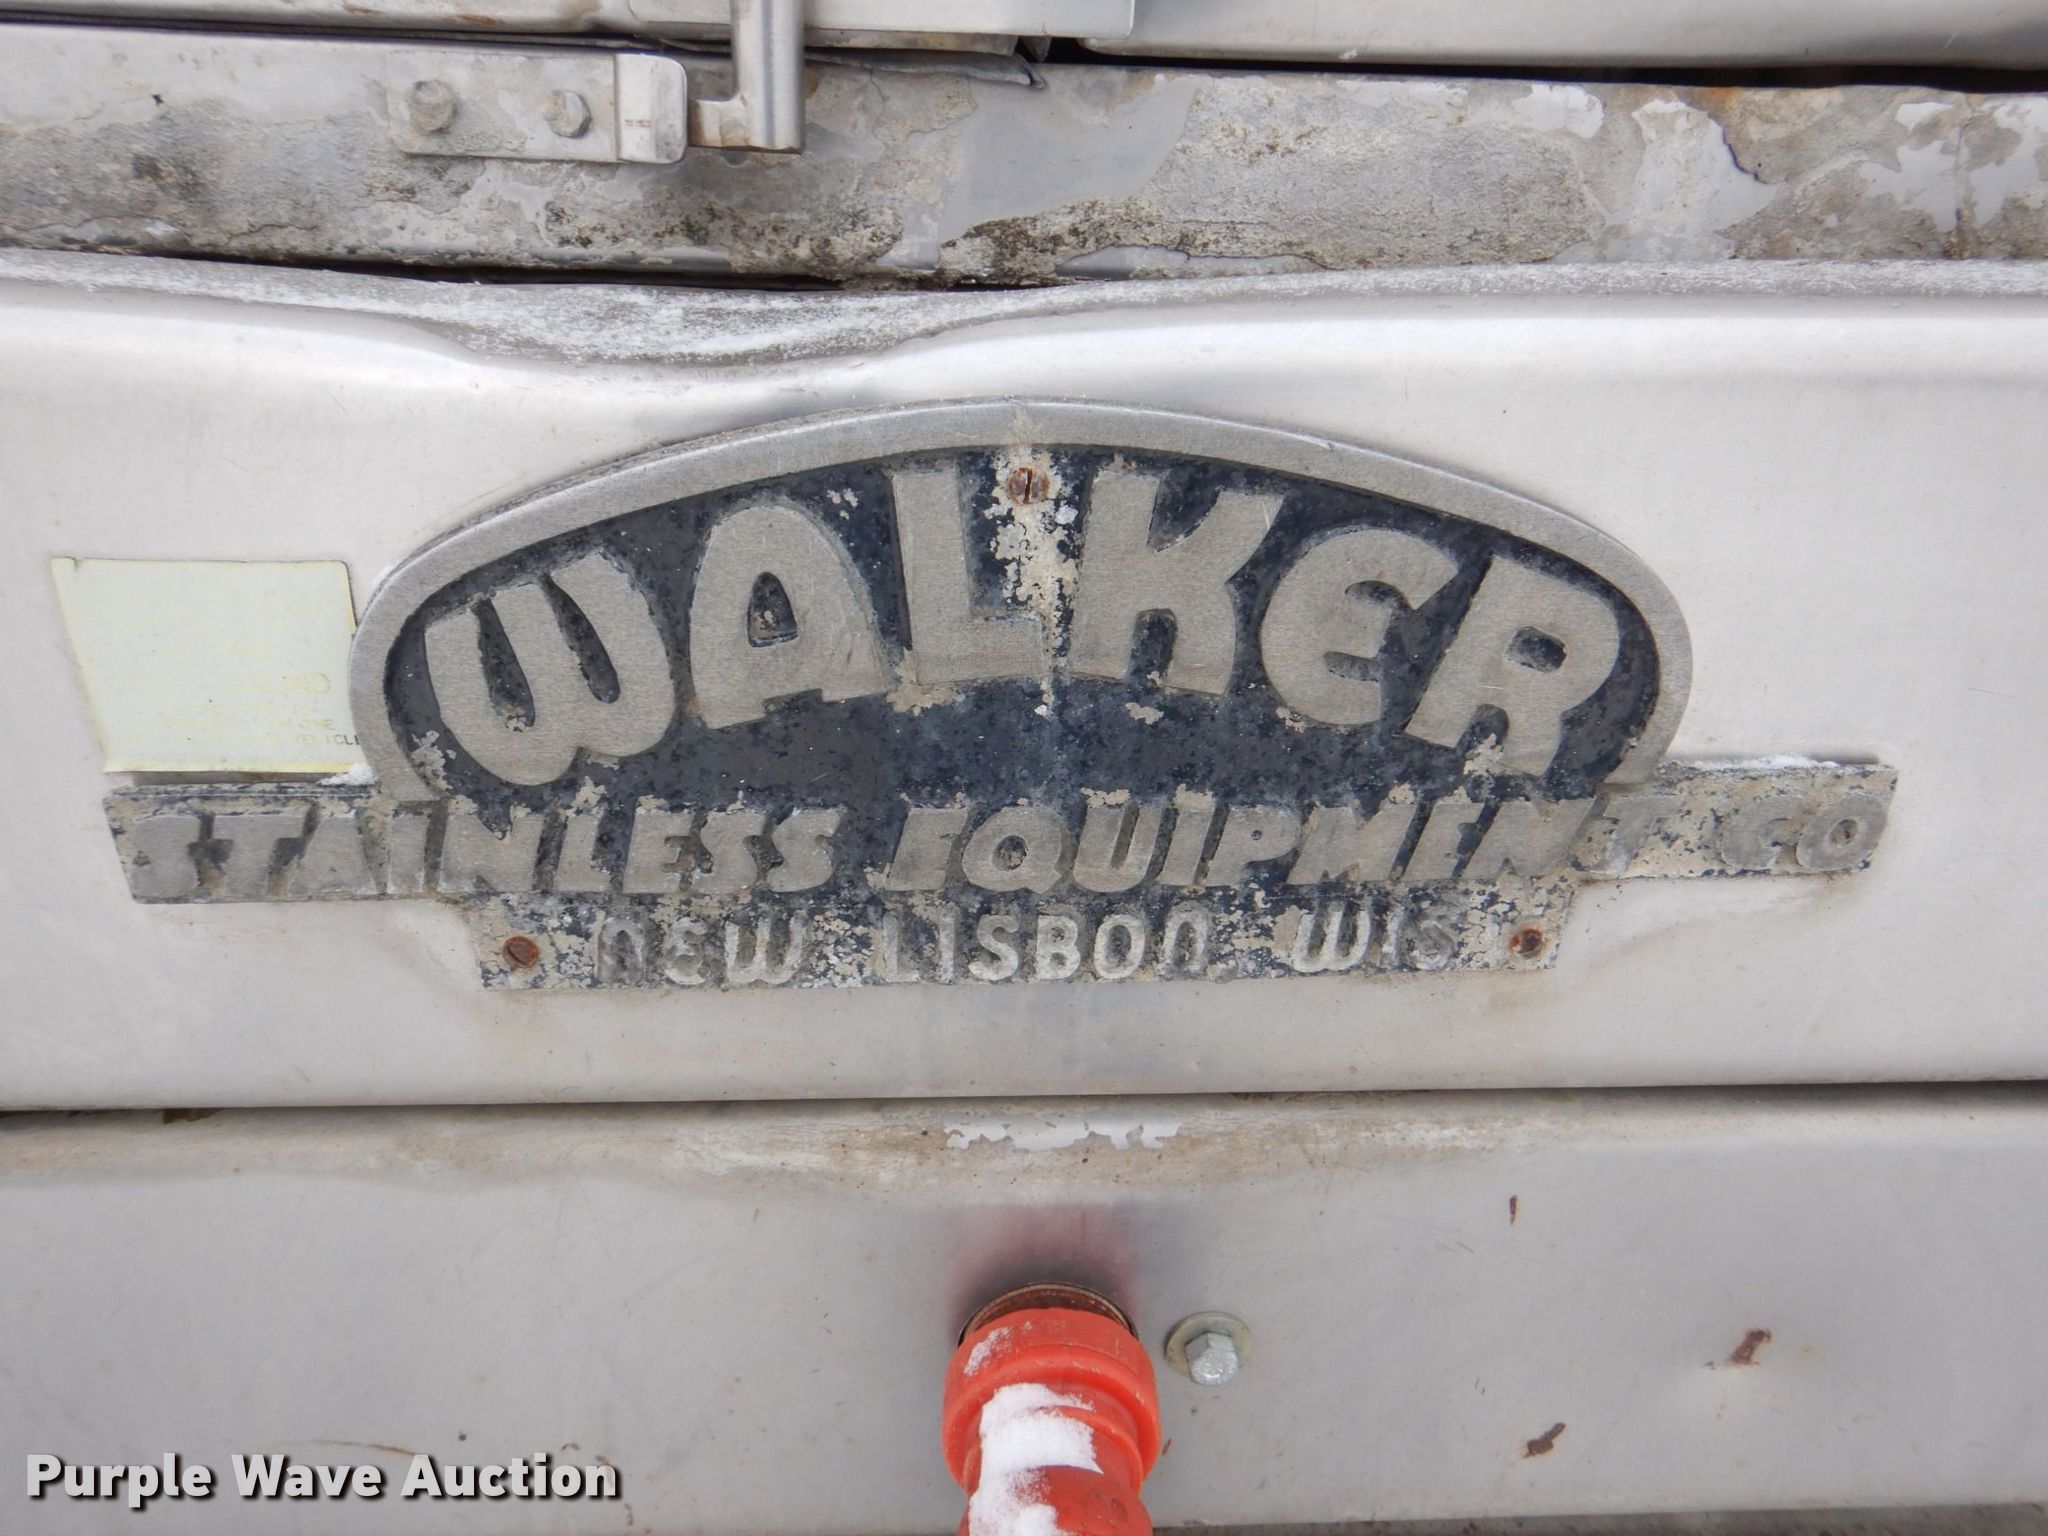 WALKER
STAINLESS EQUIPMENT CO
NEW LISBON, WIS
Purple Wave Auction